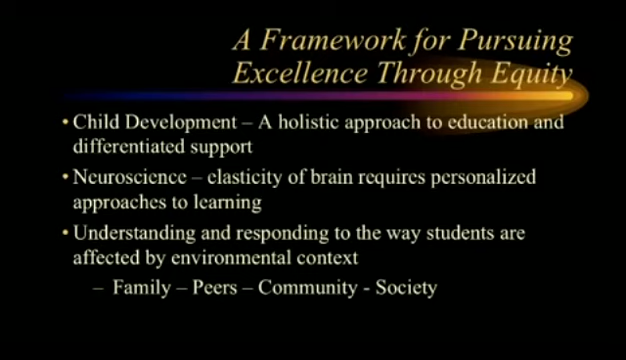 A Framework for Pursuing
Excellence Through Equity
• Child Development – A holistic approach to education and
differentiated support
• Neuroscience – elasticity of brain requires personalized
approaches to learning
• Understanding and responding to the way students are
affected by environmental context
– Family – Peers – Community - Society